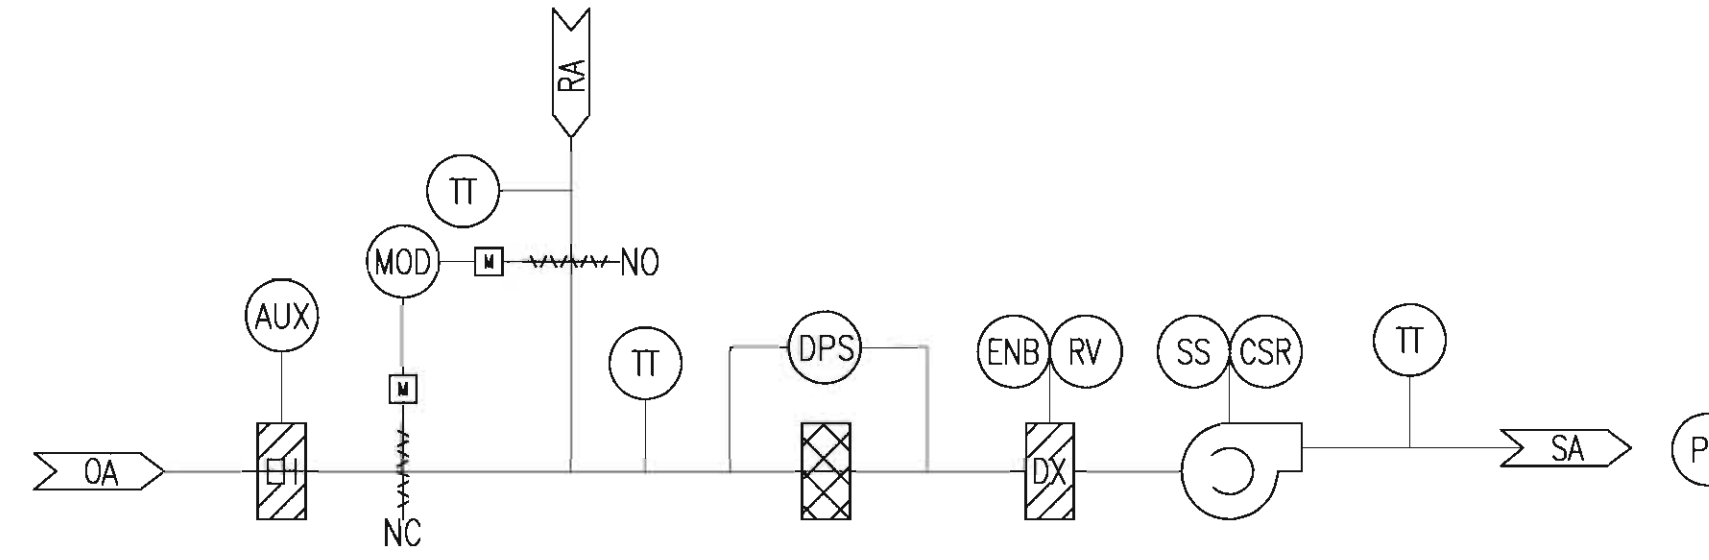 RA
TT
MOD
M
NO
AUX
M
TT
DPS
ENB
RV
SS
CSR
TT
OA
EH
DX
SA
P
NC